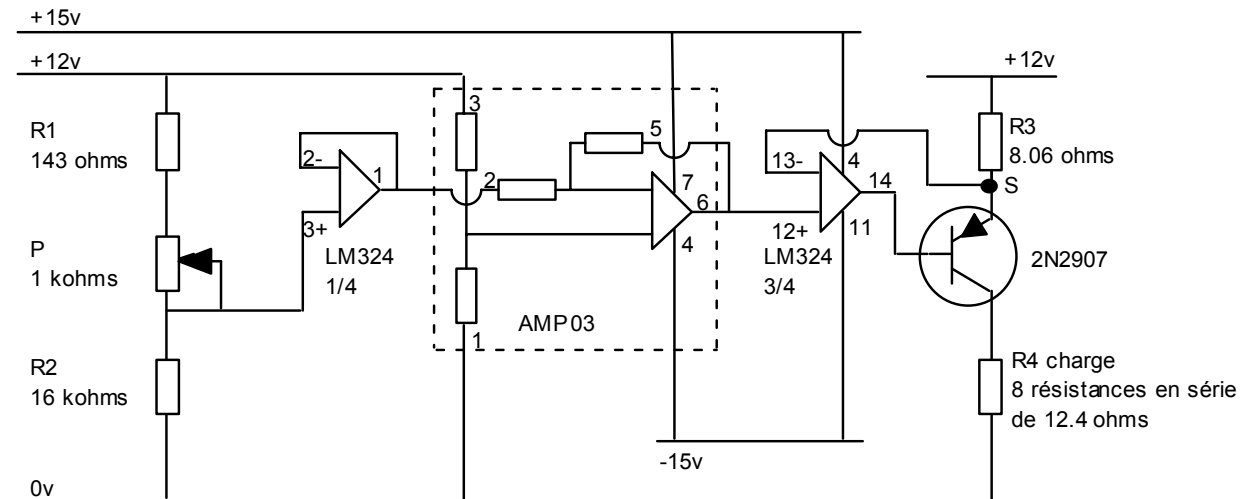 +15v
+12v
+12v
R1
143 ohms
P
1 kohms
R2
16 kohms
0v
2-
3+
1
LM324
1/4
3
2
5
1
7
6
4
AMP03
-15v
13-
12+
4
14
11
LM324
3/4
R3
8.06 ohms
S
2N2907
R4 charge
8 résistances en série
de 12.4 ohms